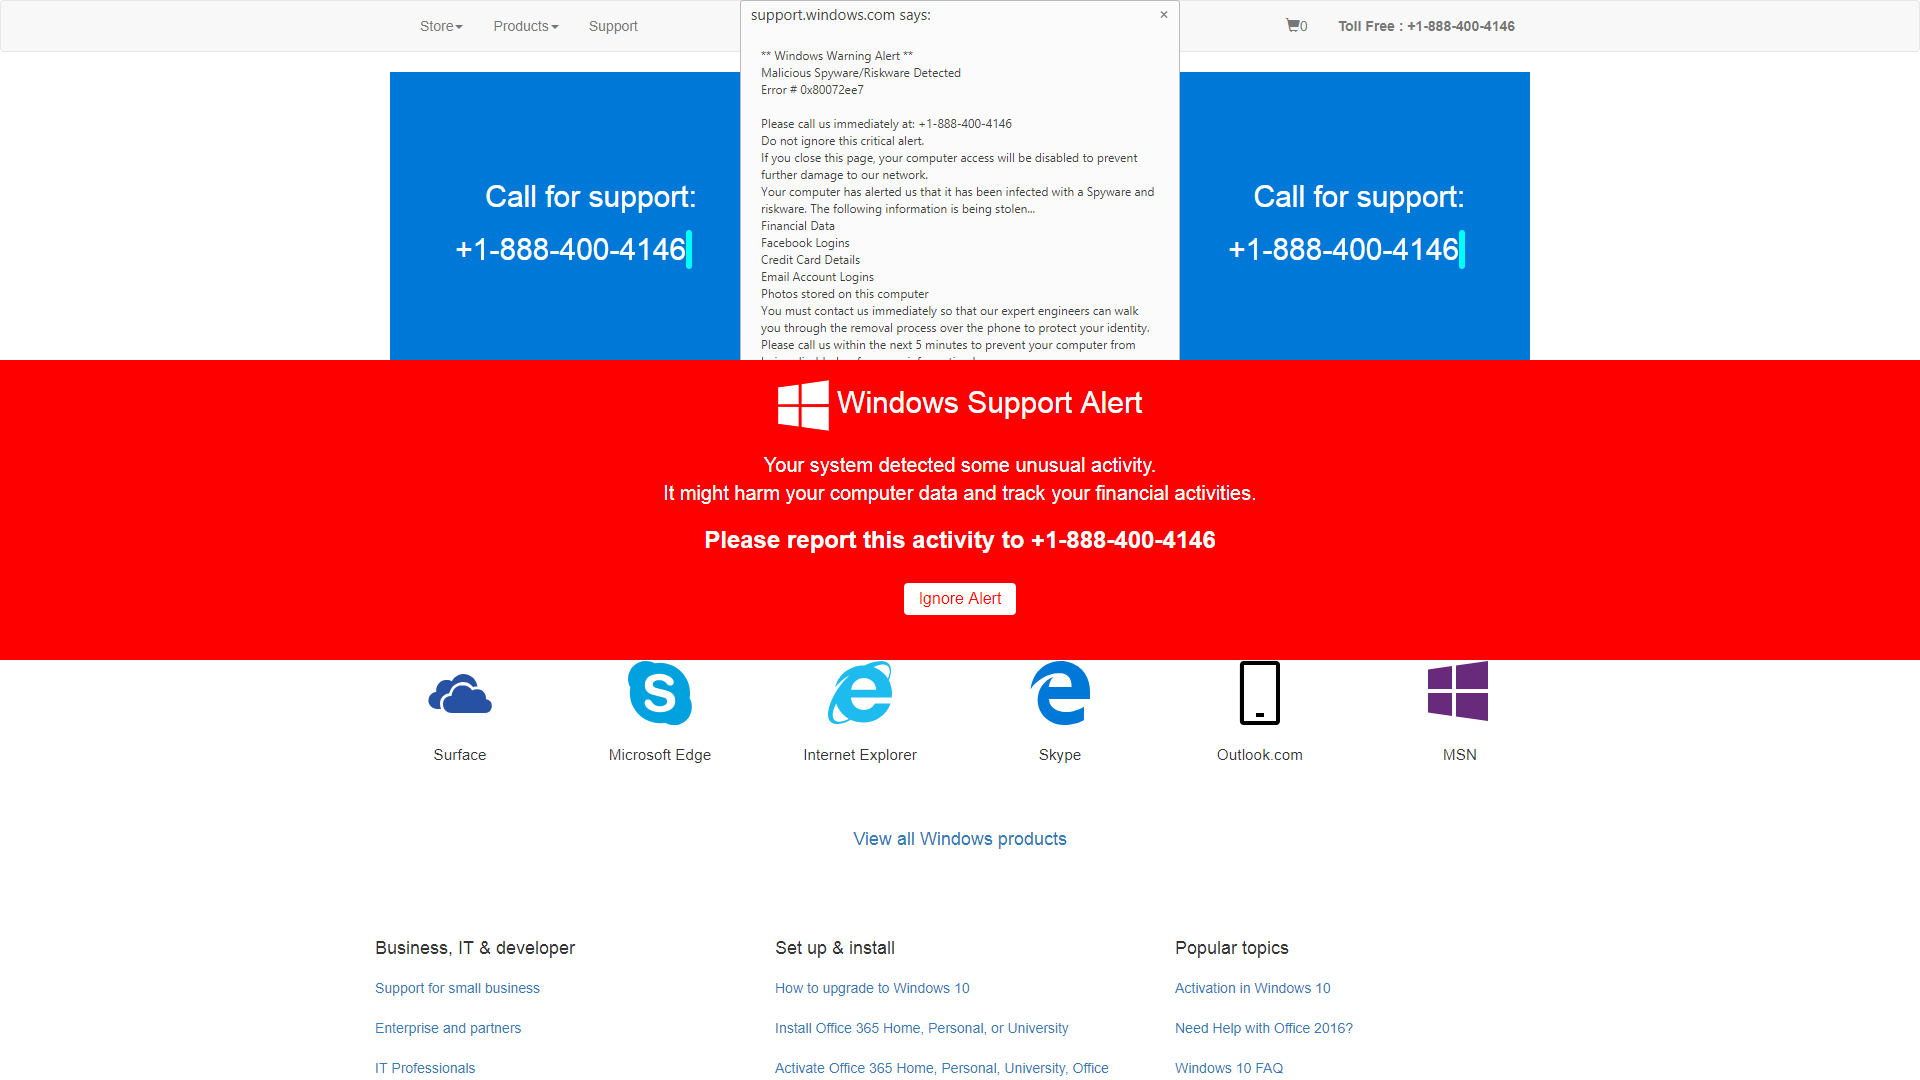 Store Products Support
0 Toll Free : +1-888-400-4146
support.windows.com says: ×
** Windows Warning Alert **
Malicious Spyware/Riskware Detected
Error # 0x80072ee7
Please call us immediately at: +1-888-400-4146
Do not ignore this critical alert.
If you close this page, your computer access will be disabled to prevent
further damage to our network.
Your computer has alerted us that it has been infected with a Spyware and
riskware. The following information is being stolen...
Financial Data
Facebook Logins
Credit Card Details
Email Account Logins
Photos stored on this computer
You must contact us immediately so that our expert engineers can walk
you through the removal process over the phone to protect your identity.
Please call us within the next 5 minutes to prevent your computer from
Call for support:
+1-888-400-4146
Call for support:
+1-888-400-4146
Windows Support Alert
Your system detected some unusual activity.
It might harm your computer data and track your financial activities.
Please report this activity to +1-888-400-4146
Ignore Alert
Surface
Microsoft Edge
Internet Explorer
Skype
Outlook.com
MSN
View all Windows products
Business, IT & developer
Support for small business
Enterprise and partners
IT Professionals
Set up & install
How to upgrade to Windows 10
Install Office 365 Home, Personal, or University
Activate Office 365 Home, Personal, University, Office
Popular topics
Activation in Windows 10
Need Help with Office 2016?
Windows 10 FAQ